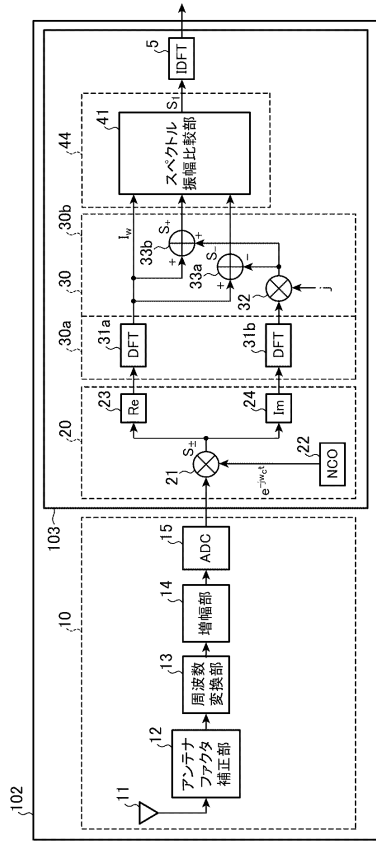 102
103
10
11
12
アンテナ
ファクタ
補正部
13
周波数
変換部
14
増幅部
15
ADC
20
21
S±
e^-jwct
22
NCO
23
Re
24
Im
30
30a
31a
DFT
31b
DFT
30b
Iw
S+
33b
+
+
S-
33a
+
-
32
j
44
41
スペクトル
振幅比較部
S1
5
IDFT